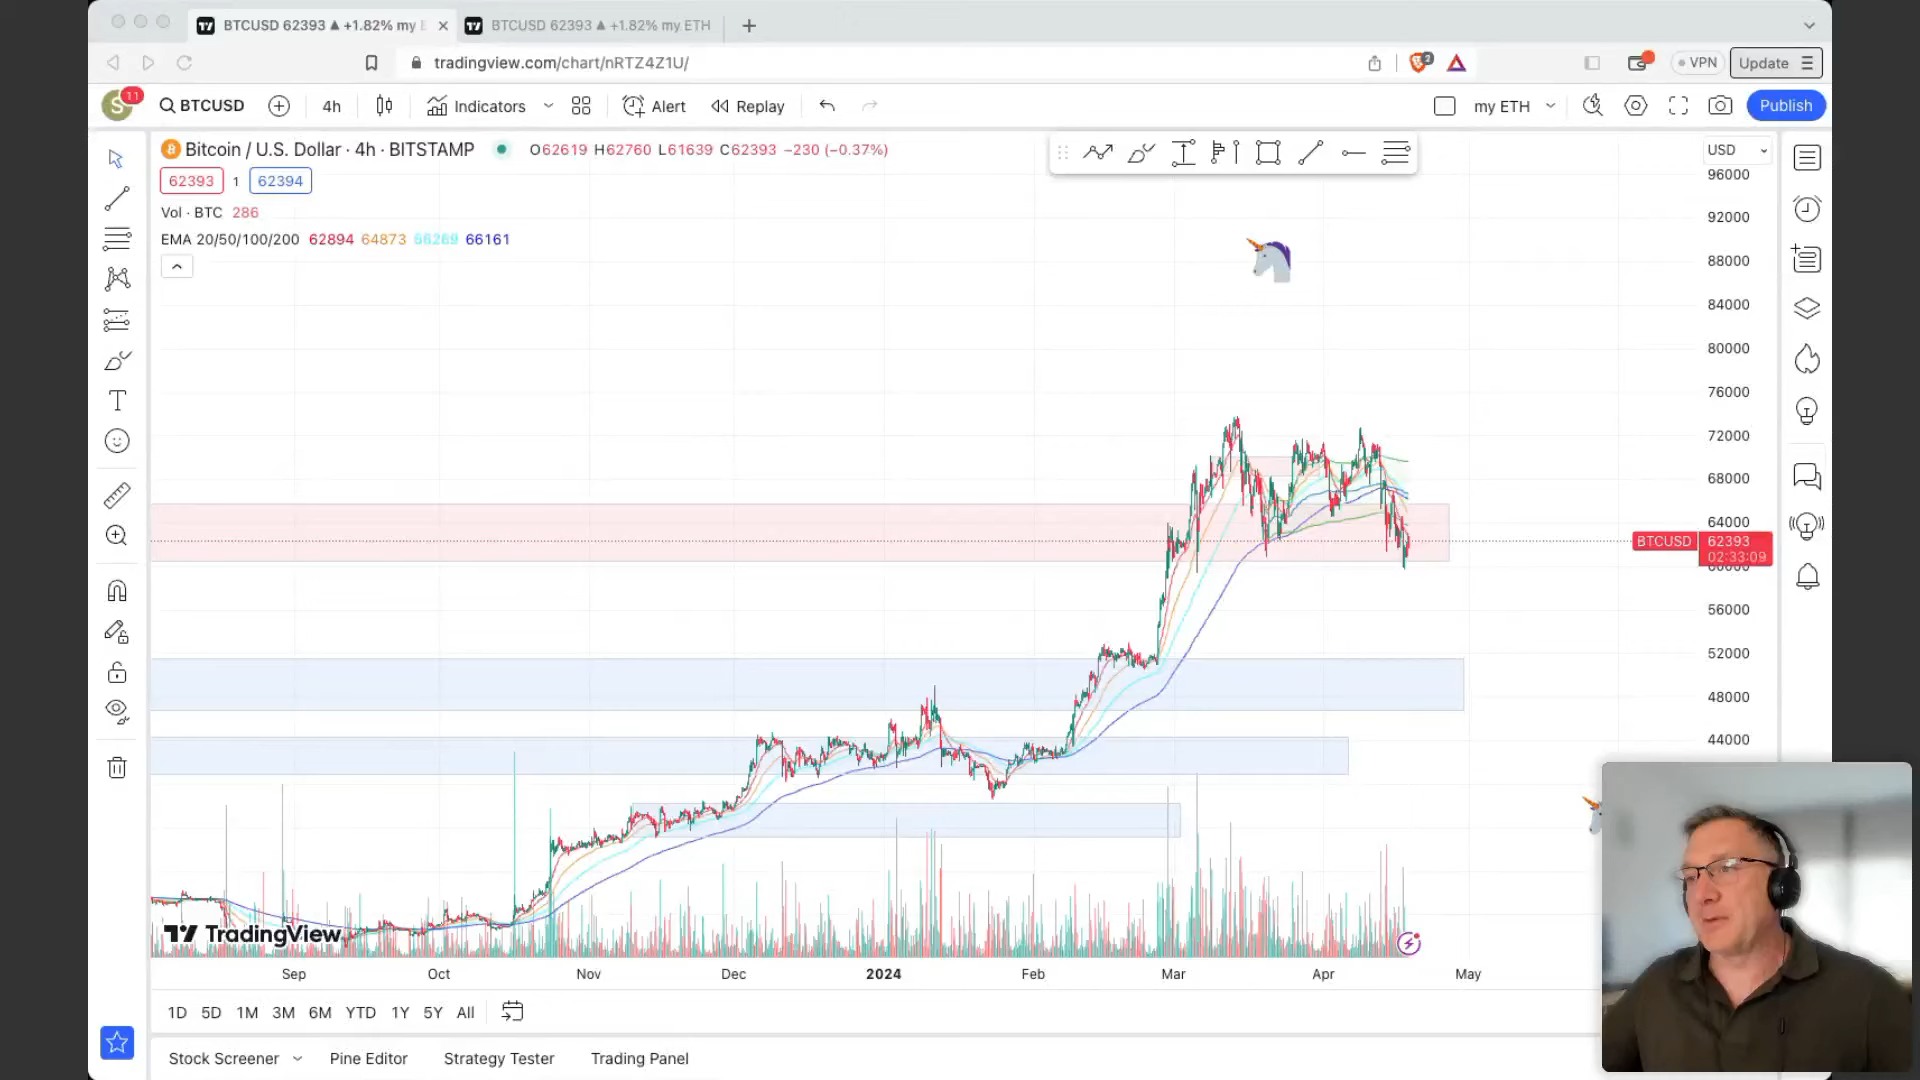 BTCUSD 62393 ▲ +1.82% my E
BTCUSD 62393 ▲ +1.82% my ETH
tradingview.com/chart/nRTZ4Z1U/
2
VPN
Update
S
11
BTCUSD
4h
Indicators
Alert
Replay
my ETH
Publish
Bitcoin / U.S. Dollar · 4h · BITSTAMP
O62619 H62760 L61639 C62393 −230 (−0.37%)
USD
62393 1 62394
Vol · BTC 286
EMA 20/50/100/200 62894 64873 66269 66161
96000
92000
88000
84000
80000
76000
72000
68000
64000
BTCUSD 62393
02:33:09
60000
56000
52000
48000
44000
TradingView
Sep
Oct
Nov
Dec
2024
Feb
Mar
Apr
May
1D 5D 1M 3M 6M YTD 1Y 5Y All
Stock Screener
Pine Editor
Strategy Tester
Trading Panel